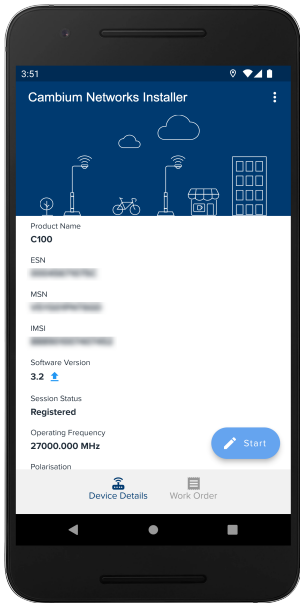 3:51
Cambium Networks Installer
Product Name
C100
ESN
MSN
IMSI
Software Version
3.2
Session Status
Registered
Operating Frequency
27000.000 MHz
Start
Polarisation
Device Details
Work Order